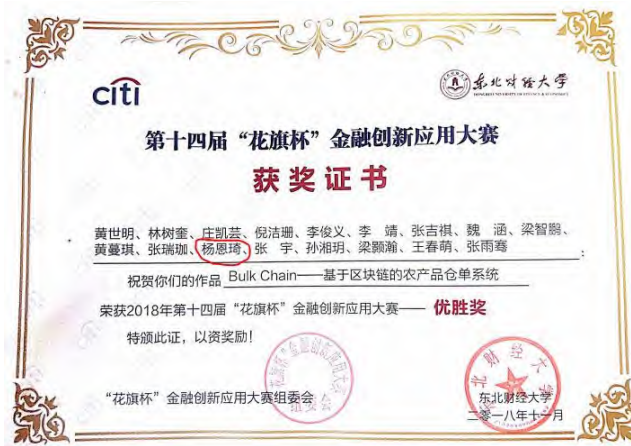 citi
东北财经大学
第十四届“花旗杯”金融创新应用大赛
获奖证书
黄世明、林树奎、庄凯芸、倪洁珊、李俊义、李 靖、张吉祺、魏 涵、梁智鹏、
黄蔓琪、张瑞珈、杨恩琦、张 宇、孙湘玥、梁颢瀚、王春萌、张雨骞:
祝贺你们的作品 Bulk Chain——基于区块链的农产品仓单系统
荣获2018年第十四届“花旗杯”金融创新应用大赛—— 优胜奖
特颁此证，以资奖励！
“花旗杯”金融创新应用大赛组委会
东北财经大学
二零一八年十一月